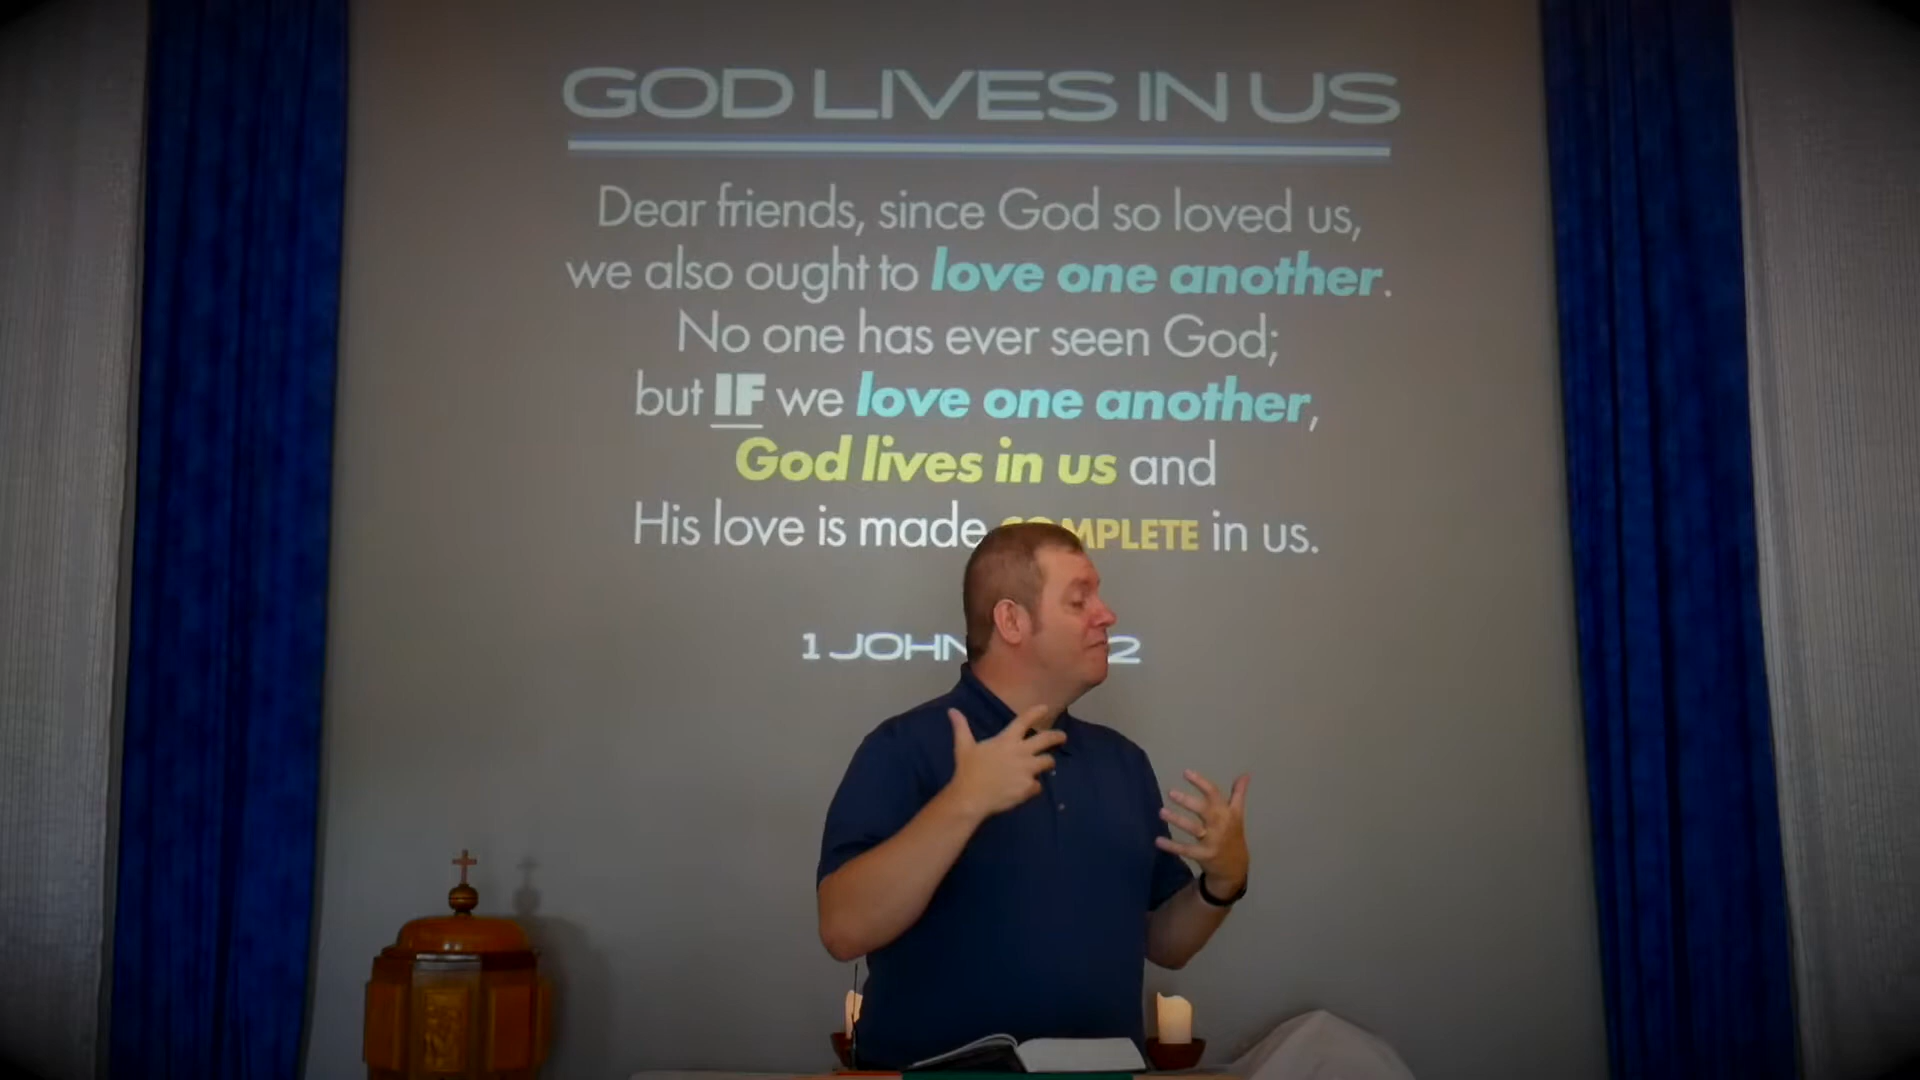 GOD LIVES IN US
Dear friends, since God so loved us,
we also ought to love one another.
No one has ever seen God;
but IF we love one another,
God lives in us and
His love is made COMPLETE in us.
1 JOHN